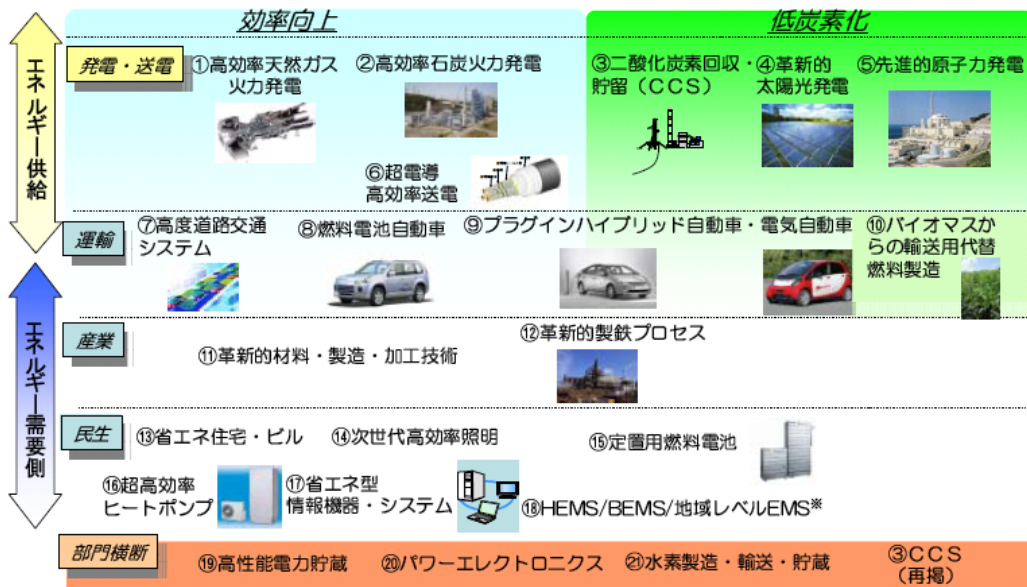 効率向上
低炭素化
エネルギー供給
発電・送電
①高効率天然ガス
火力発電
②高効率石炭火力発電
③二酸化炭素回収・
貯留（ＣＣＳ）
④革新的
太陽光発電
⑤先進的原子力発電
⑥超電導
高効率送電
運輸
⑦高度道路交通
システム
⑧燃料電池自動車
⑨プラグインハイブリッド自動車・電気自動車
⑩バイオマスか
らの輸送用代替
燃料製造
エネルギー需要側
産業
⑪革新的材料・製造・加工技術
⑫革新的製鉄プロセス
民生
⑬省エネ住宅・ビル
⑭次世代高効率照明
⑮定置用燃料電池
⑯超高効率
ヒートポンプ
⑰省エネ型
情報機器・システム
⑱HEMS/BEMS/地域レベルEMS※
部門横断
⑲高性能電力貯蔵
⑳パワーエレクトロニクス
㉑水素製造・輸送・貯蔵
③ＣＣＳ
（再掲）